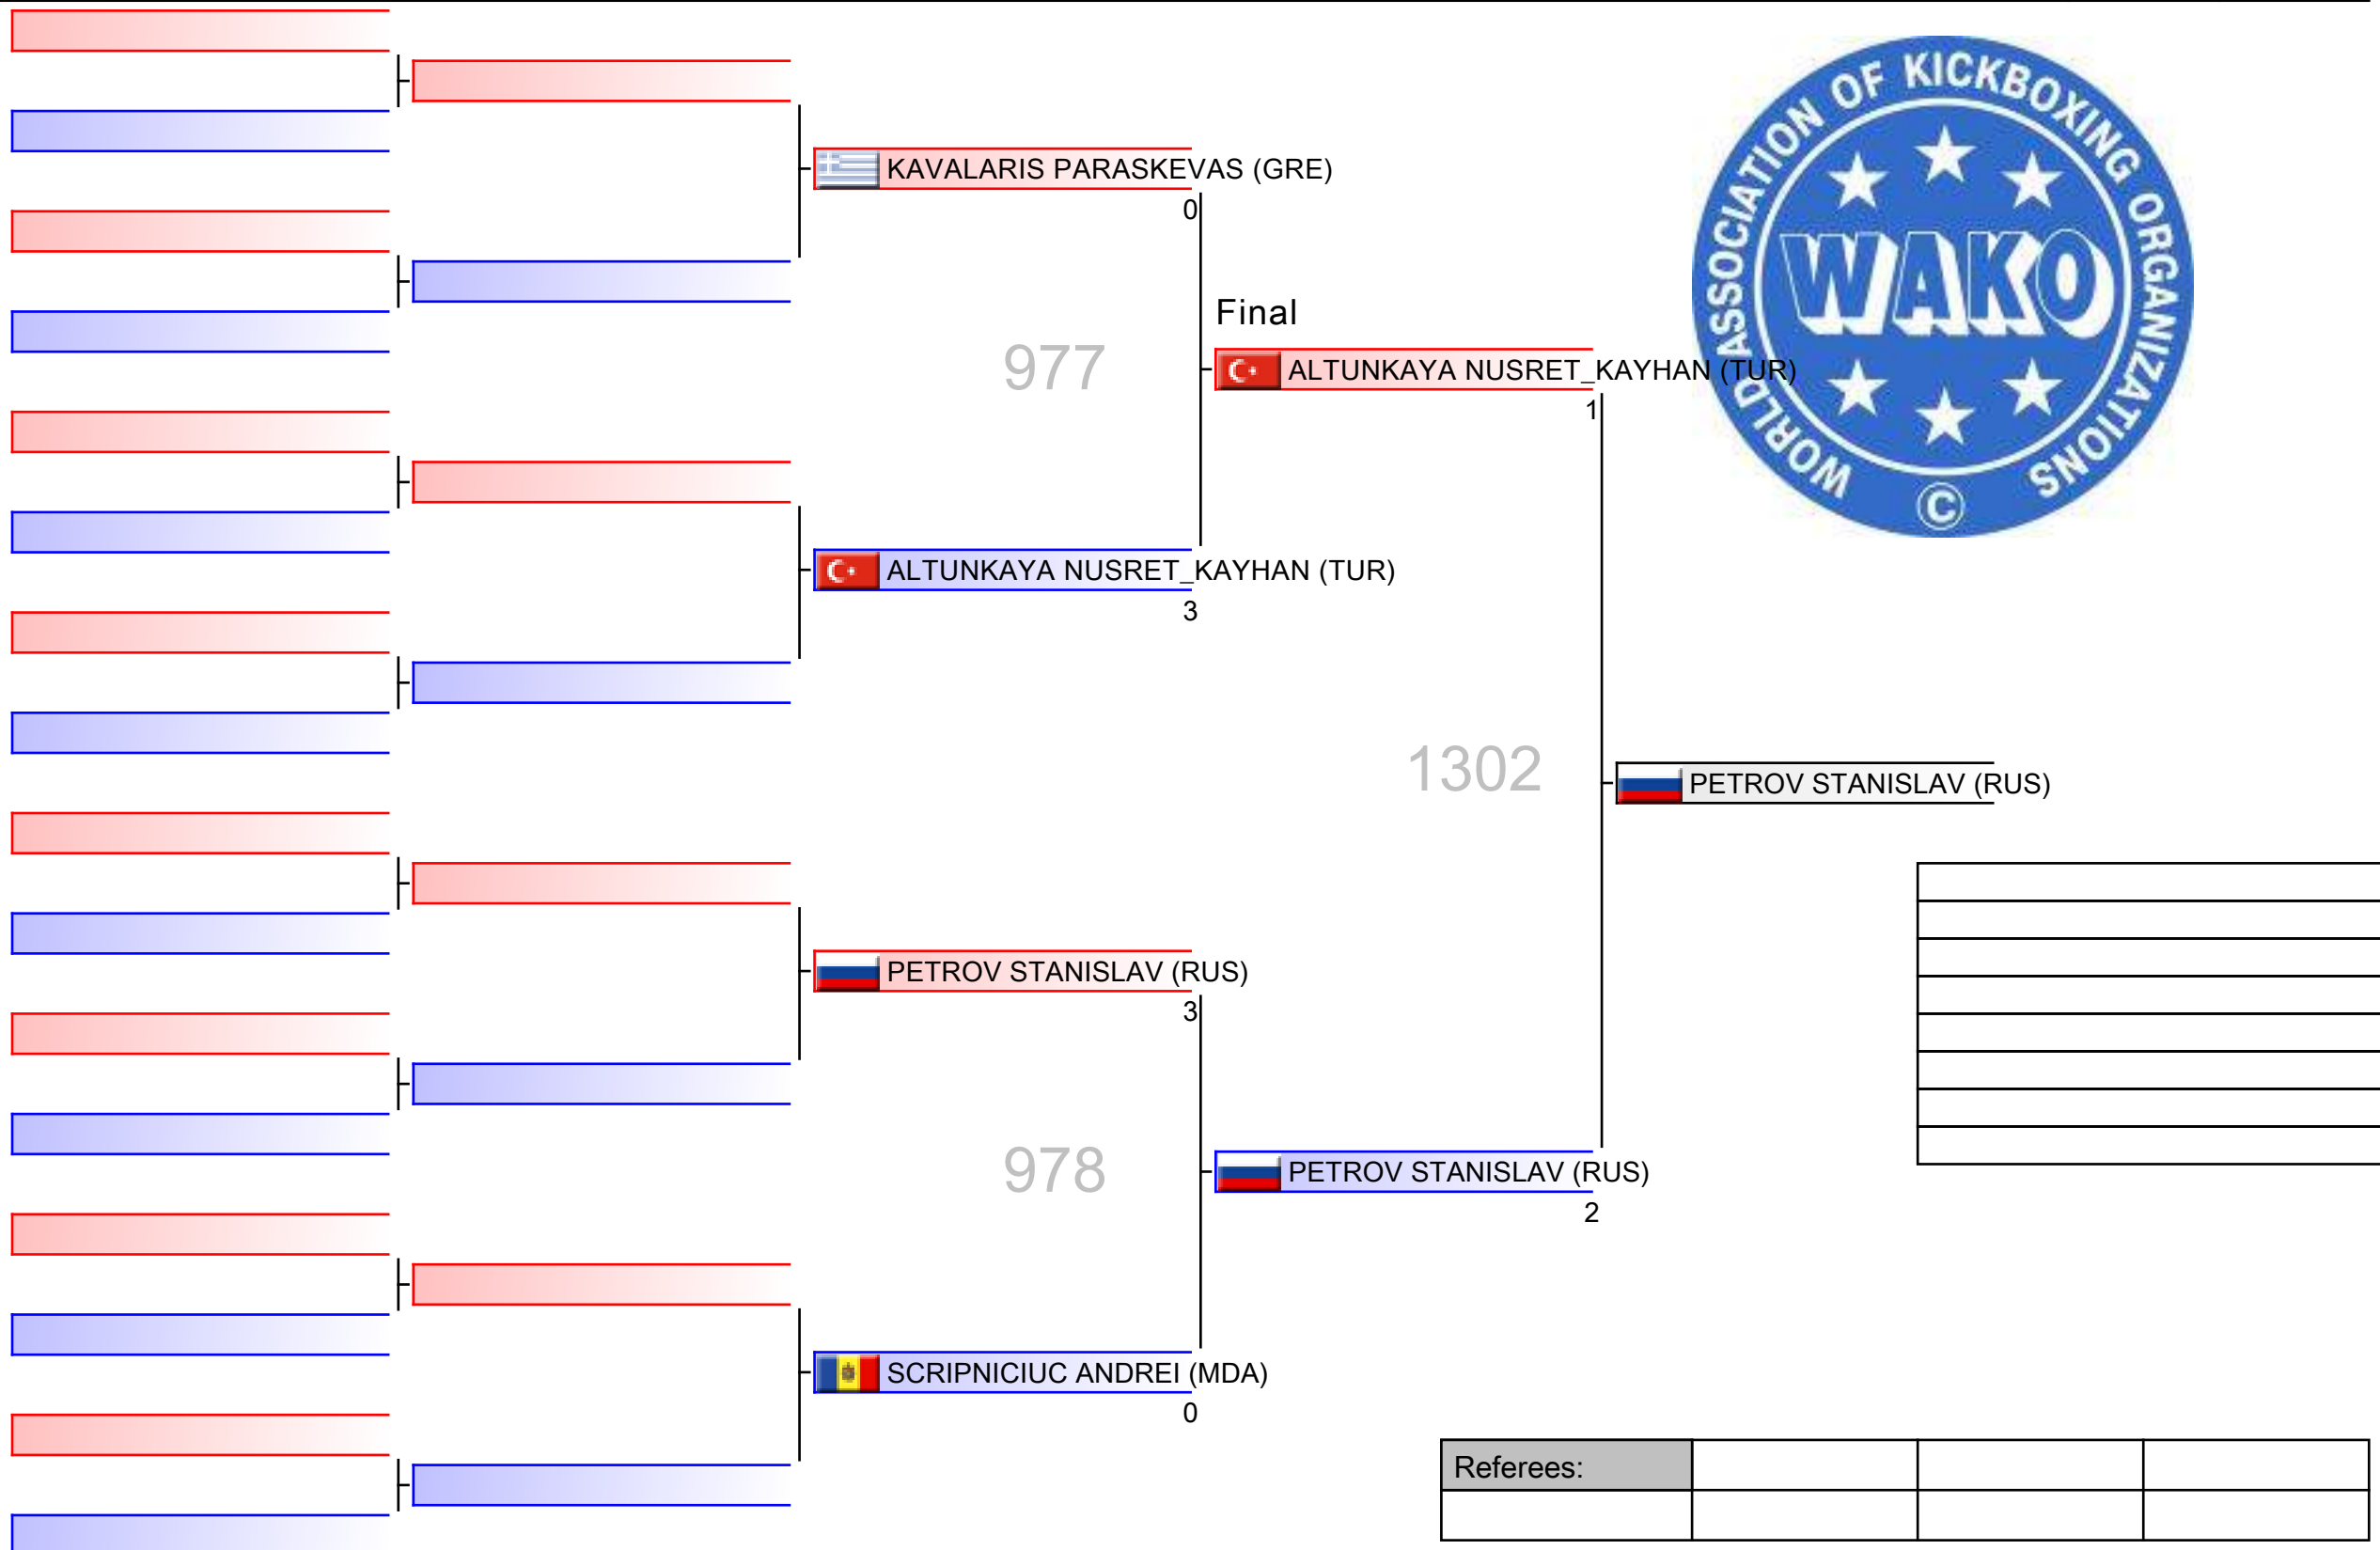 WORLD ASSOCIATION OF KICKBOXING ORGANIZATIONS
WAKO
©
KAVALARIS PARASKEVAS (GRE)
0
Final
977
ALTUNKAYA NUSRET_KAYHAN (TUR)
1
ALTUNKAYA NUSRET_KAYHAN (TUR)
3
1302
PETROV STANISLAV (RUS)
PETROV STANISLAV (RUS)
3
978
PETROV STANISLAV (RUS)
2
SCRIPNICIUC ANDREI (MDA)
0
Referees: